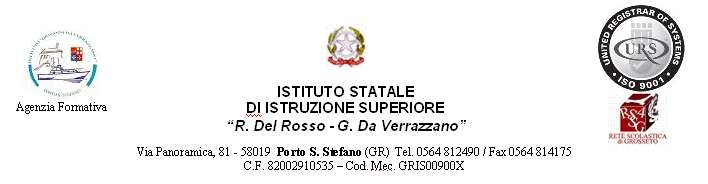 UNITED REGISTRAR OF SYSTEMS
URS
• ISO 9001 •
Agenzia Formativa
ISTITUTO STATALE
DI ISTRUZIONE SUPERIORE
“R. Del Rosso - G. Da Verrazzano”
RETE SCOLASTICA
di GROSSETO
Via Panoramica, 81 - 58019 Porto S. Stefano (GR) Tel. 0564 812490 / Fax 0564 814175
C.F. 82002910535 – Cod. Mec. GRIS00900X